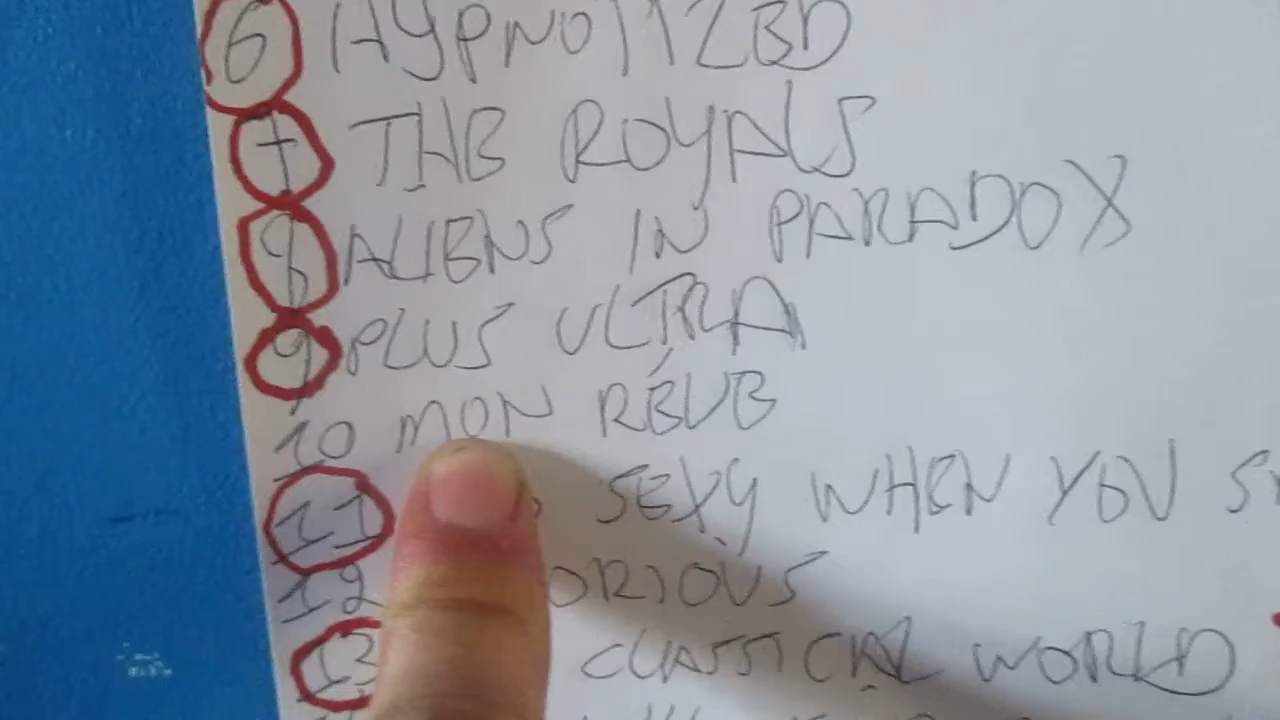 6 HYPNOTIZED
7 THE ROYALS
8 ALIENS IN PARADOX
9 PLUS ULTRA
10 MON RÉVE
11 SEXY WHEN YOU
12 ORIOUS
13 CLASSICAL WORLD